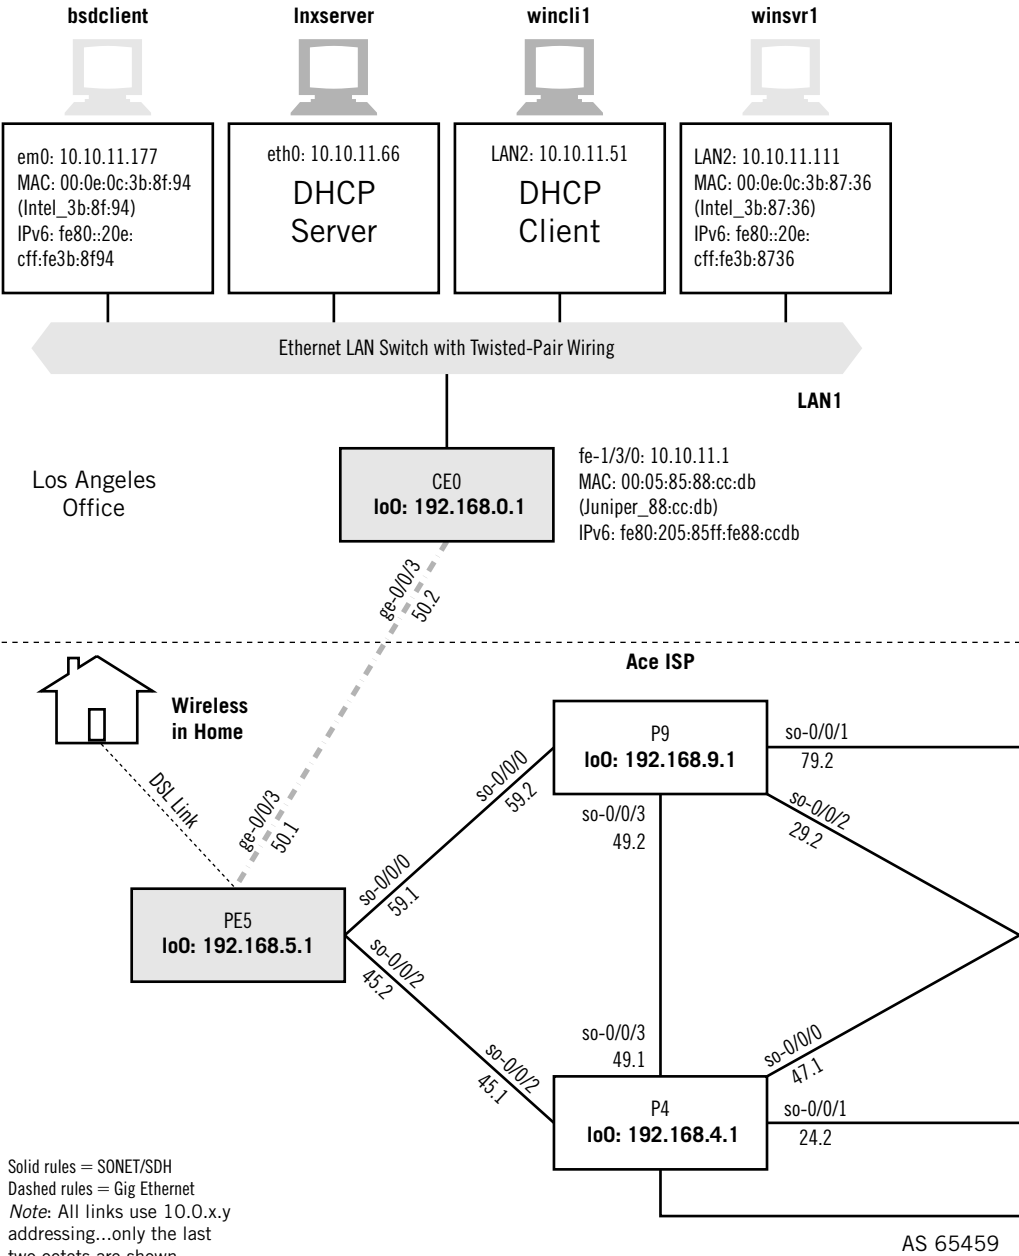 bsdclient
lnxserver
wincli1
winsvr1
em0: 10.10.11.177
MAC: 00:0e:0c:3b:8f:94
(Intel_3b:8f:94)
IPv6: fe80::20e:
cff:fe3b:8f94
eth0: 10.10.11.66
DHCP
Server
LAN2: 10.10.11.51
DHCP
Client
LAN2: 10.10.11.111
MAC: 00:0e:0c:3b:87:36
(Intel_3b:87:36)
IPv6: fe80::20e:
cff:fe3b:8736
Ethernet LAN Switch with Twisted-Pair Wiring
LAN1
Los Angeles
Office
CE0
lo0: 192.168.0.1
fe-1/3/0: 10.10.11.1
MAC: 00:05:85:88:cc:db
(Juniper_88:cc:db)
IPv6: fe80:205:85ff:fe88:ccdb
ge-0/0/3
50.2
Ace ISP
Wireless
in Home
DSL Link
ge-0/0/3
50.1
P9
lo0: 192.168.9.1
so-0/0/1
79.2
so-0/0/0
59.2
so-0/0/3
49.2
so-0/0/2
29.2
so-0/0/0
59.1
PE5
lo0: 192.168.5.1
so-0/0/2
45.2
so-0/0/2
45.1
so-0/0/3
49.1
so-0/0/0
47.1
P4
lo0: 192.168.4.1
so-0/0/1
24.2
Solid rules = SONET/SDH
Dashed rules = Gig Ethernet
Note: All links use 10.0.x.y
addressing...only the last
two octets are shown
AS 65459